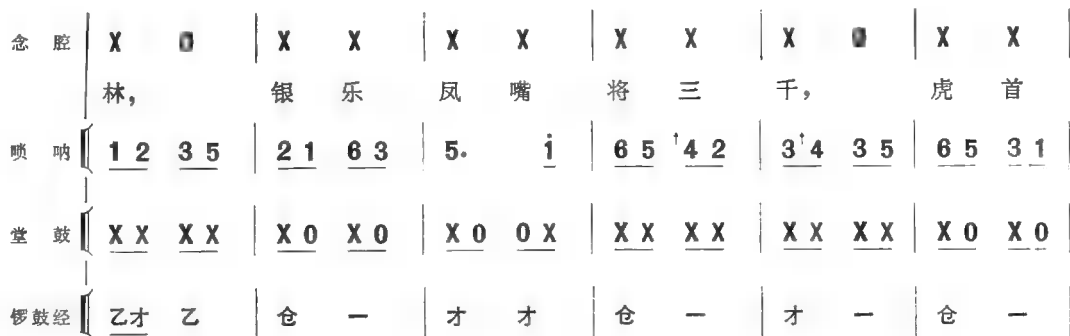 念腔 X 0 | X X | X X | X X | X 0 | X X |
林, 银 乐 凤 嘴 将 三 千, 虎 首
唢呐 1 2 3 5 | 2 1 6 3 | 5. i̇ | 6 5 ↑4 2 | 3 ↑4 3 5 | 6 5 3 1 |
堂鼓 X X X X | X 0 X 0 | X 0 0 X | X X X X | X X X X | X 0 X 0 |
锣鼓经 乙才 乙 | 仓 — | 才 才 | 仓 — | 才 — | 仓 — |